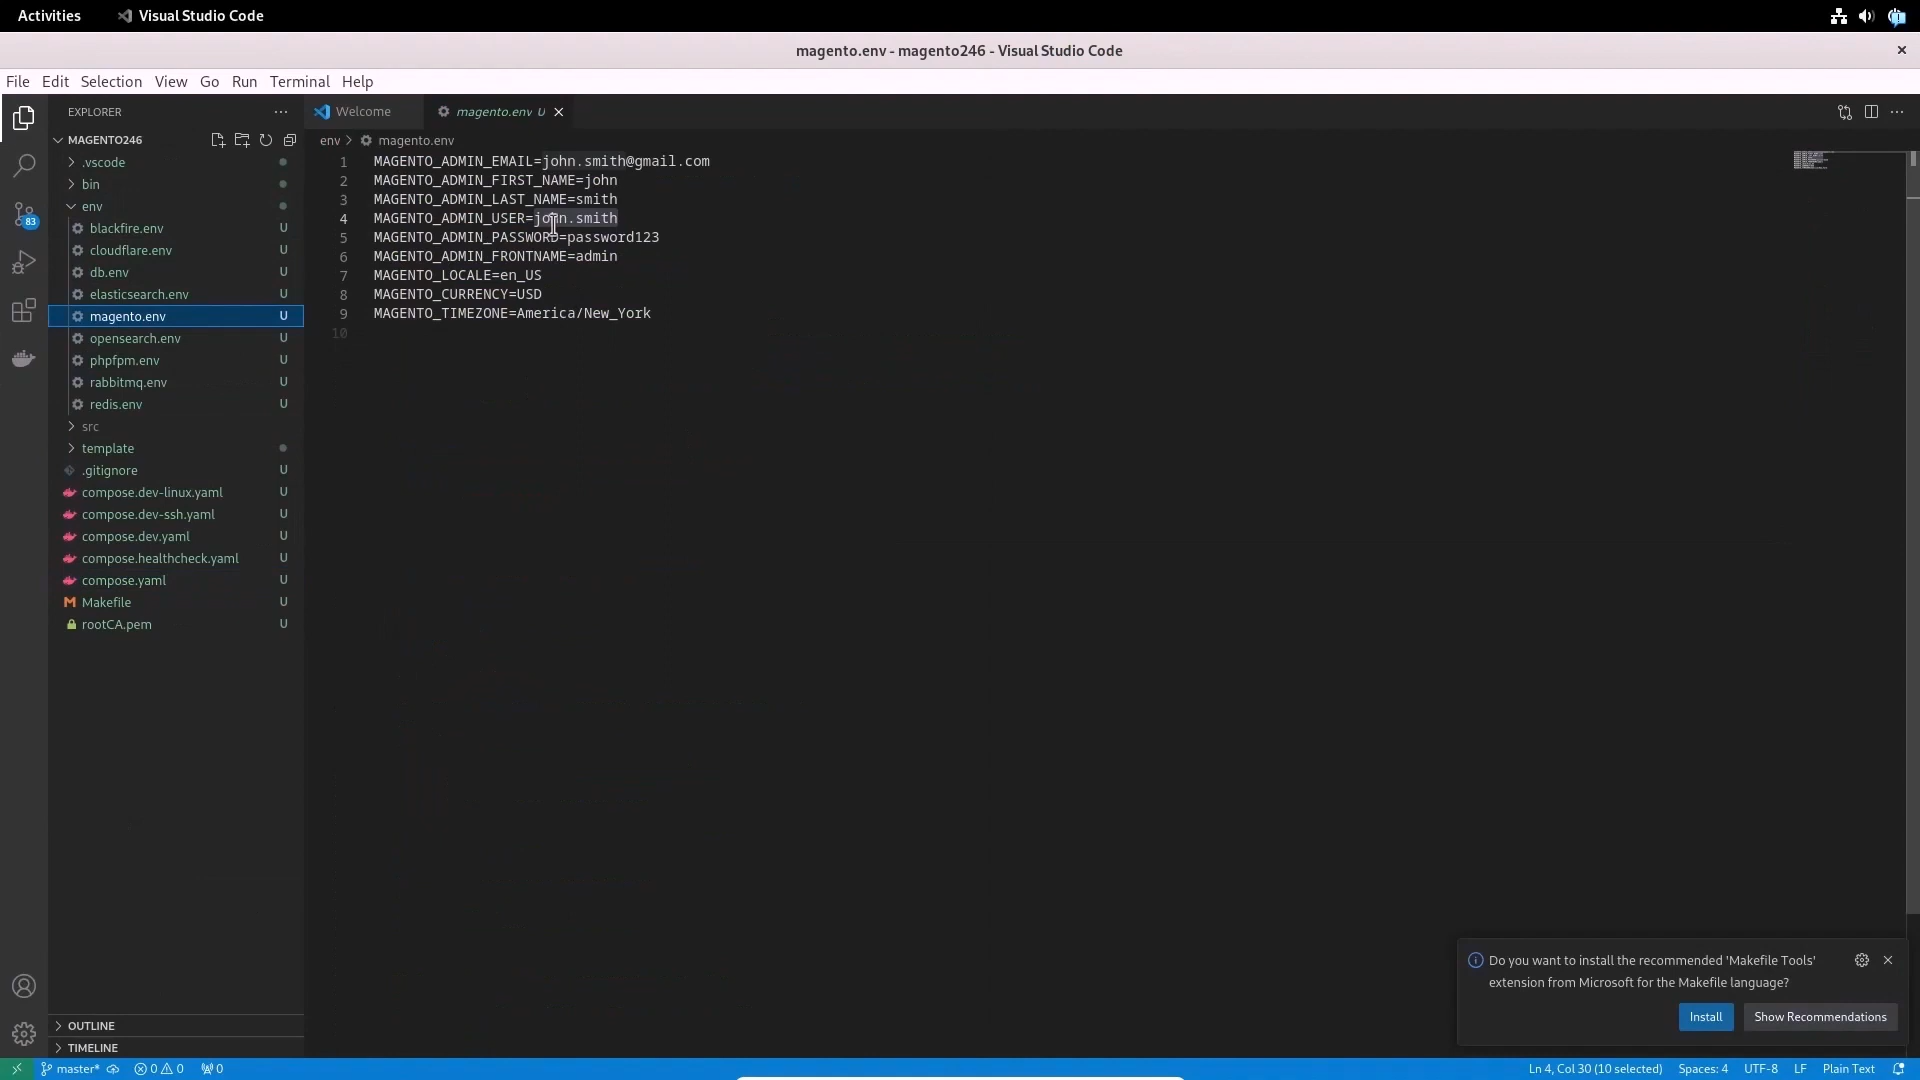 Activities
Visual Studio Code
magento.env - magento246 - Visual Studio Code
File Edit Selection View Go Run Terminal Help
EXPLORER
Welcome
magento.env U
MAGENTO246
env > magento.env
.vscode
bin
env
blackfire.env U
cloudflare.env U
db.env U
elasticsearch.env U
magento.env U
opensearch.env U
phpfpm.env U
rabbitmq.env U
redis.env U
src
template
.gitignore U
compose.dev-linux.yaml U
compose.dev-ssh.yaml U
compose.dev.yaml U
compose.healthcheck.yaml U
compose.yaml U
Makefile U
rootCA.pem U
83
OUTLINE
TIMELINE
1 MAGENTO_ADMIN_EMAIL=john.smith@gmail.com
2 MAGENTO_ADMIN_FIRST_NAME=john
3 MAGENTO_ADMIN_LAST_NAME=smith
4 MAGENTO_ADMIN_USER=john.smith
5 MAGENTO_ADMIN_PASSWORD=password123
6 MAGENTO_ADMIN_FRONTNAME=admin
7 MAGENTO_LOCALE=en_US
8 MAGENTO_CURRENCY=USD
9 MAGENTO_TIMEZONE=America/New_York
10
Do you want to install the recommended 'Makefile Tools'
extension from Microsoft for the Makefile language?
Install
Show Recommendations
master* 0 0 0 Ln 4, Col 30 (10 selected) Spaces: 4 UTF-8 LF Plain Text